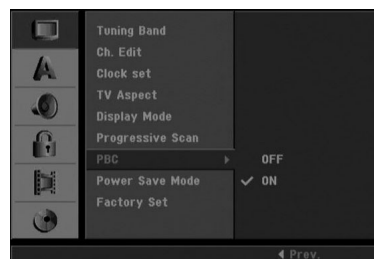 Tuning Band
Ch. Edit
Clock set
TV Aspect
Display Mode
Progressive Scan
PBC OFF
Power Save Mode ON
Factory Set
Prev.